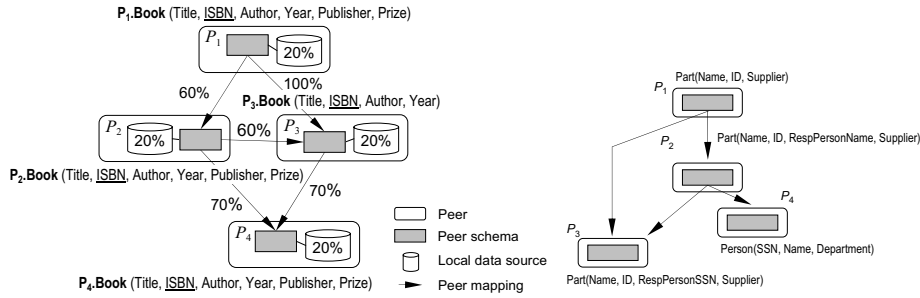 P1.Book (Title, ISBN, Author, Year, Publisher, Prize)
P1
20%
60%
100%
P3.Book (Title, ISBN, Author, Year)
P2
20%
60%
P3
20%
P2.Book (Title, ISBN, Author, Year, Publisher, Prize)
70%
70%
P4
20%
P4.Book (Title, ISBN, Author, Year, Publisher, Prize)
Peer
Peer schema
Local data source
Peer mapping
Part(Name, ID, Supplier)
P1
Part(Name, ID, RespPersonName, Supplier)
P2
P4
P3
Person(SSN, Name, Department)
Part(Name, ID, RespPersonSSN, Supplier)